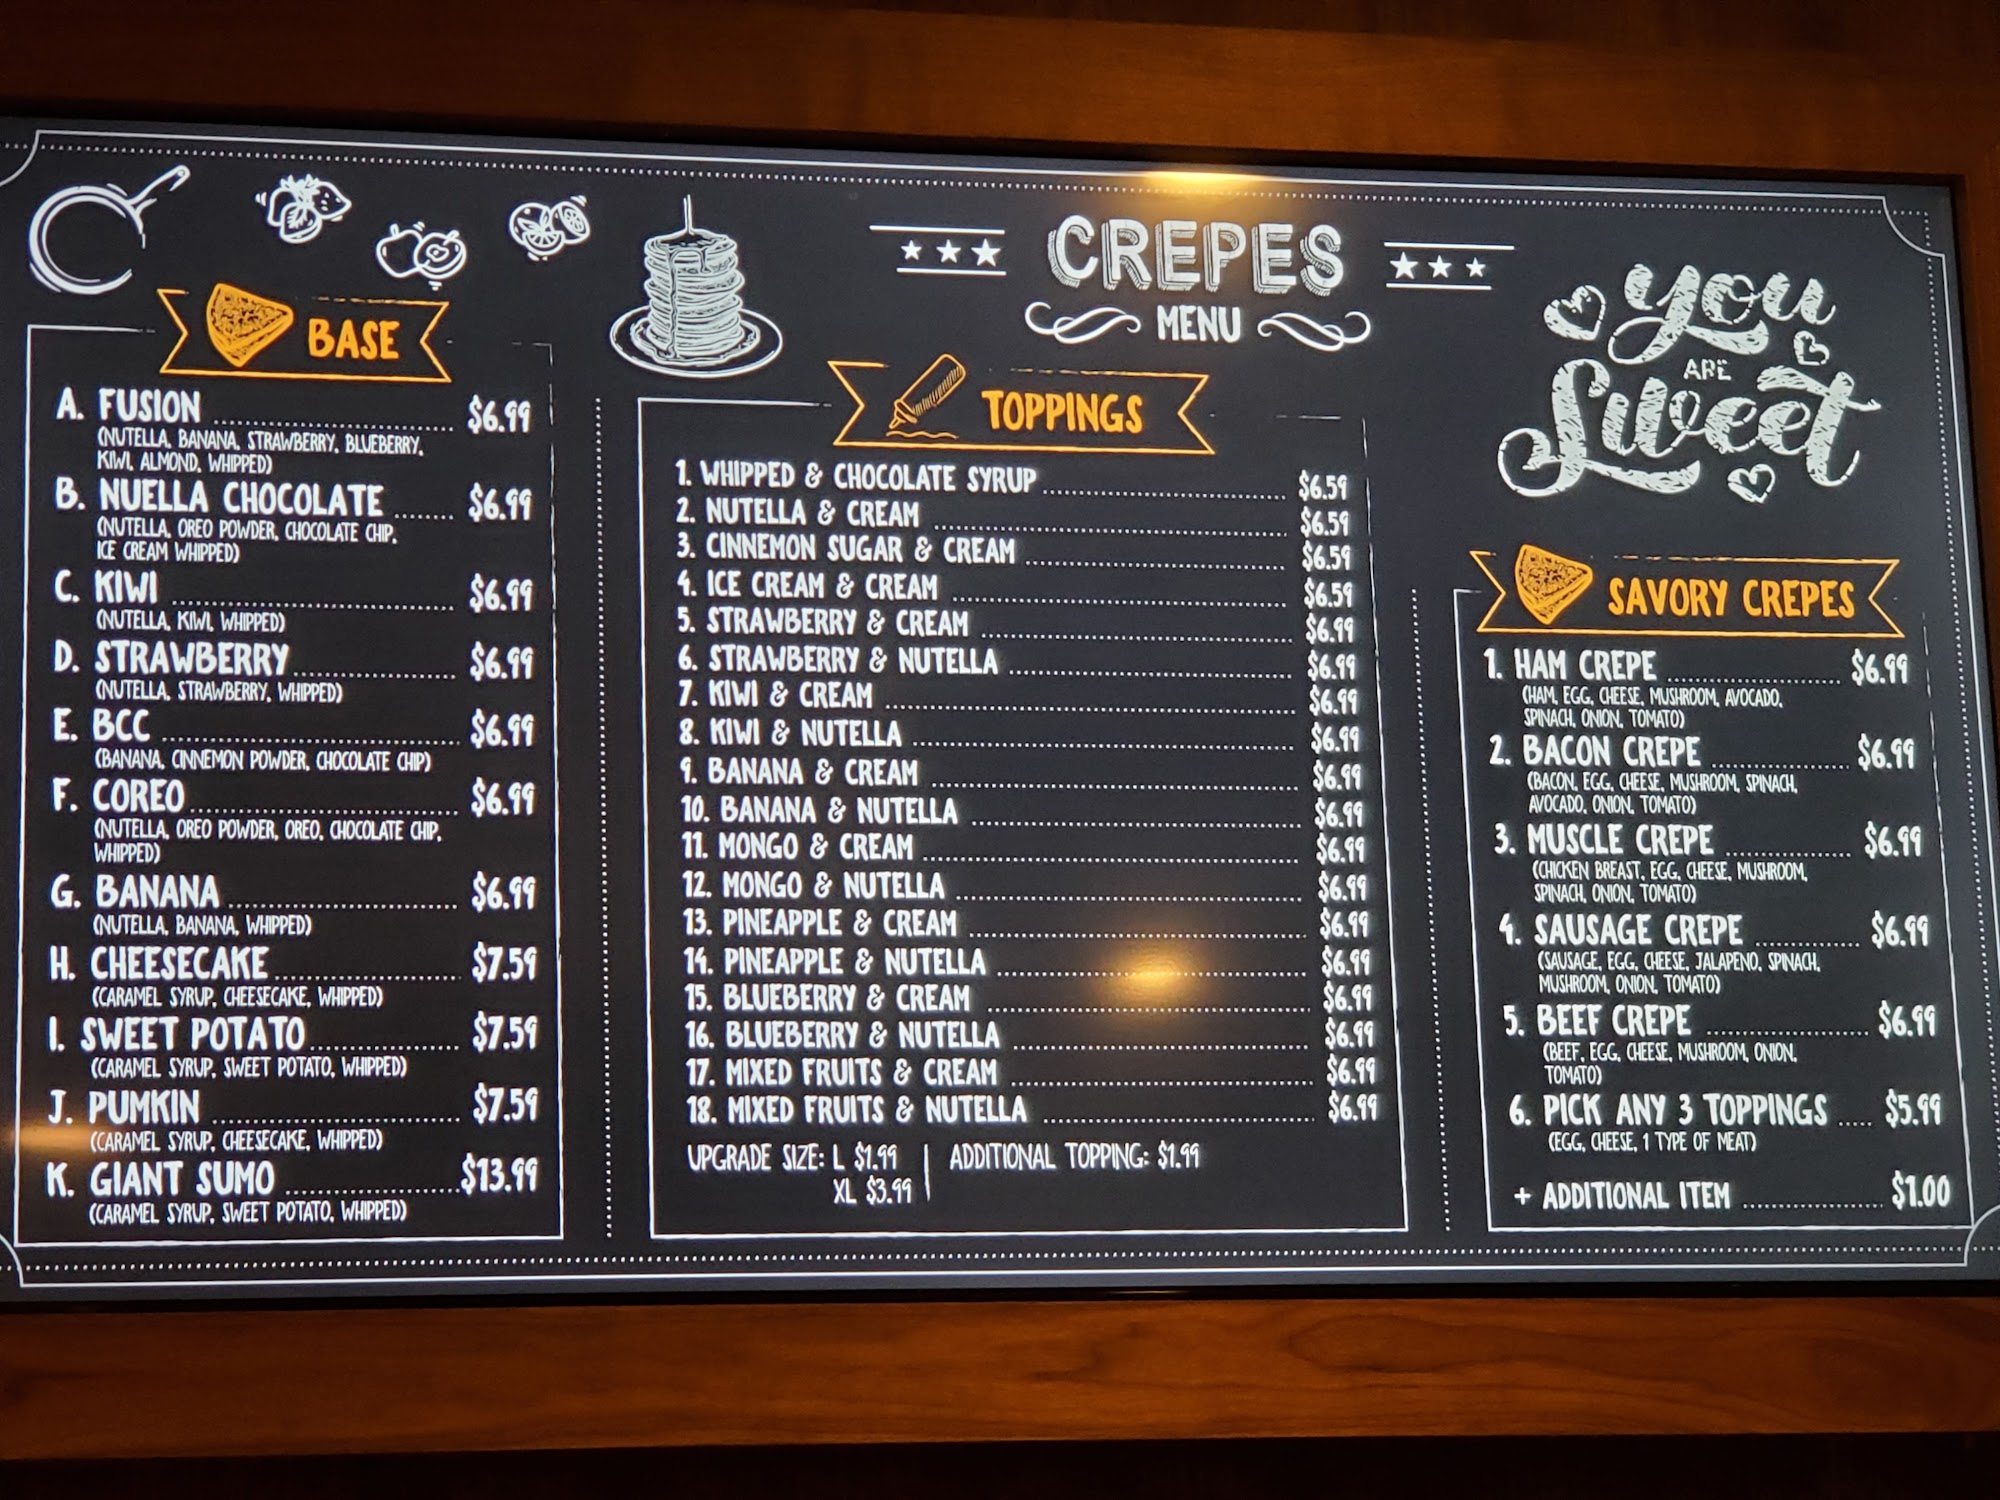 CREPES
MENU
you
ARE
Sweet
BASE
A. FUSION $6.99
(NUTELLA, BANANA, STRAWBERRY, BLUEBERRY,
KIWI, ALMOND, WHIPPED)
B. NUELLA CHOCOLATE $6.99
(NUTELLA, OREO POWDER, CHOCOLATE CHIP,
ICE CREAM WHIPPED)
C. KIWI $6.99
(NUTELLA, KIWI, WHIPPED)
D. STRAWBERRY $6.99
(NUTELLA, STRAWBERRY, WHIPPED)
E. BCC $6.99
(BANANA, CINNEMON POWDER, CHOCOLATE CHIP)
F. COREO $6.99
(NUTELLA, OREO POWDER, OREO, CHOCOLATE CHIP,
WHIPPED)
G. BANANA $6.99
(NUTELLA, BANANA, WHIPPED)
H. CHEESECAKE $7.59
(CARAMEL SYRUP, CHEESECAKE, WHIPPED)
I. SWEET POTATO $7.59
(CARAMEL SYRUP, SWEET POTATO, WHIPPED)
J. PUMKIN $7.59
(CARAMEL SYRUP, CHEESECAKE, WHIPPED)
K. GIANT SUMO $13.99
(CARAMEL SYRUP, SWEET POTATO, WHIPPED)
TOPPINGS
1. WHIPPED & CHOCOLATE SYRUP $6.59
2. NUTELLA & CREAM $6.59
3. CINNEMON SUGAR & CREAM $6.59
4. ICE CREAM & CREAM $6.59
5. STRAWBERRY & CREAM $6.99
6. STRAWBERRY & NUTELLA $6.99
7. KIWI & CREAM $6.99
8. KIWI & NUTELLA $6.99
9. BANANA & CREAM $6.99
10. BANANA & NUTELLA $6.99
11. MONGO & CREAM $6.99
12. MONGO & NUTELLA $6.99
13. PINEAPPLE & CREAM $6.99
14. PINEAPPLE & NUTELLA $6.99
15. BLUEBERRY & CREAM $6.99
16. BLUEBERRY & NUTELLA $6.99
17. MIXED FRUITS & CREAM $6.99
18. MIXED FRUITS & NUTELLA $6.99
UPGRADE SIZE: L $1.99 | ADDITIONAL TOPPING: $1.99
XL $3.99
SAVORY CREPES
1. HAM CREPE $6.99
(HAM, EGG, CHEESE, MUSHROOM, AVOCADO,
SPINACH, ONION, TOMATO)
2. BACON CREPE $6.99
(BACON, EGG, CHEESE, MUSHROOM, SPINACH,
AVOCADO, ONION, TOMATO)
3. MUSCLE CREPE $6.99
(CHICKEN BREAST, EGG, CHEESE, MUSHROOM,
SPINACH, ONION, TOMATO)
4. SAUSAGE CREPE $6.99
(SAUSAGE, EGG, CHEESE, JALAPENO, SPINACH,
MUSHROOM, ONION, TOMATO)
5. BEEF CREPE $6.99
(BEEF, EGG, CHEESE, MUSHROOM, ONION,
TOMATO)
6. PICK ANY 3 TOPPINGS $5.99
(EGG, CHEESE, 1 TYPE OF MEAT)
+ ADDITIONAL ITEM $1.00